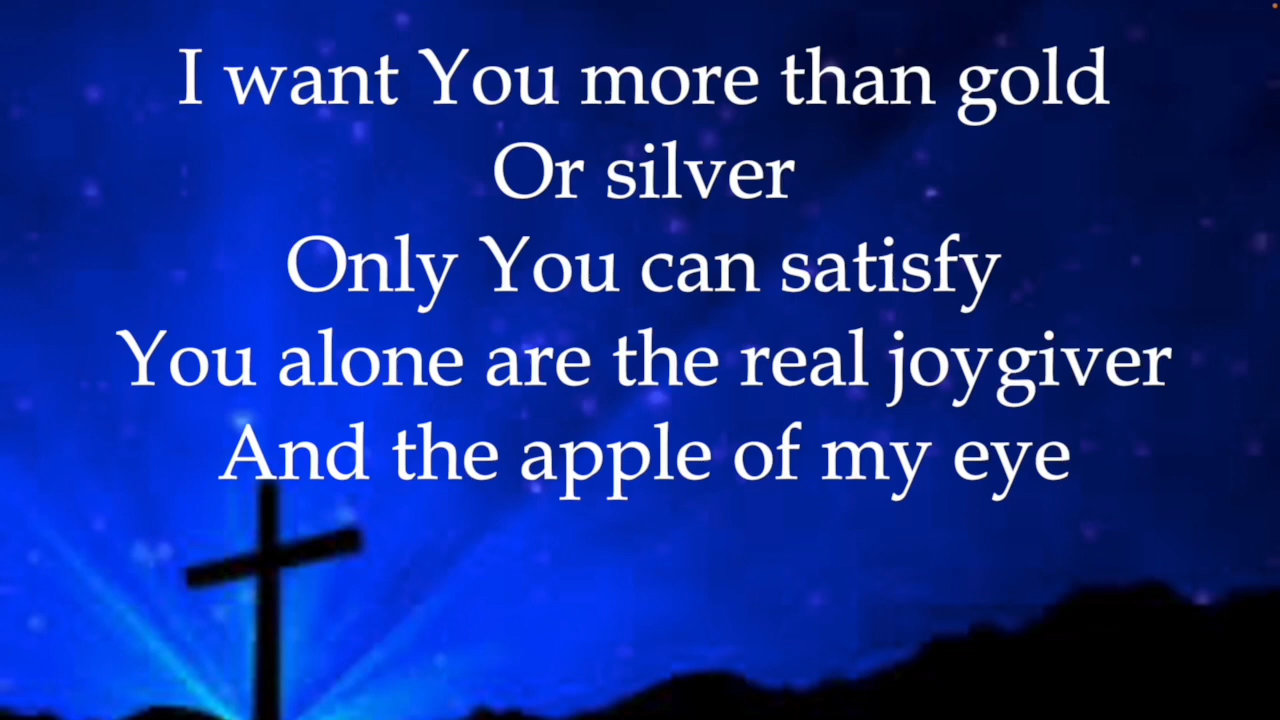 I want You more than gold
Or silver
Only You can satisfy
You alone are the real joygiver
And the apple of my eye